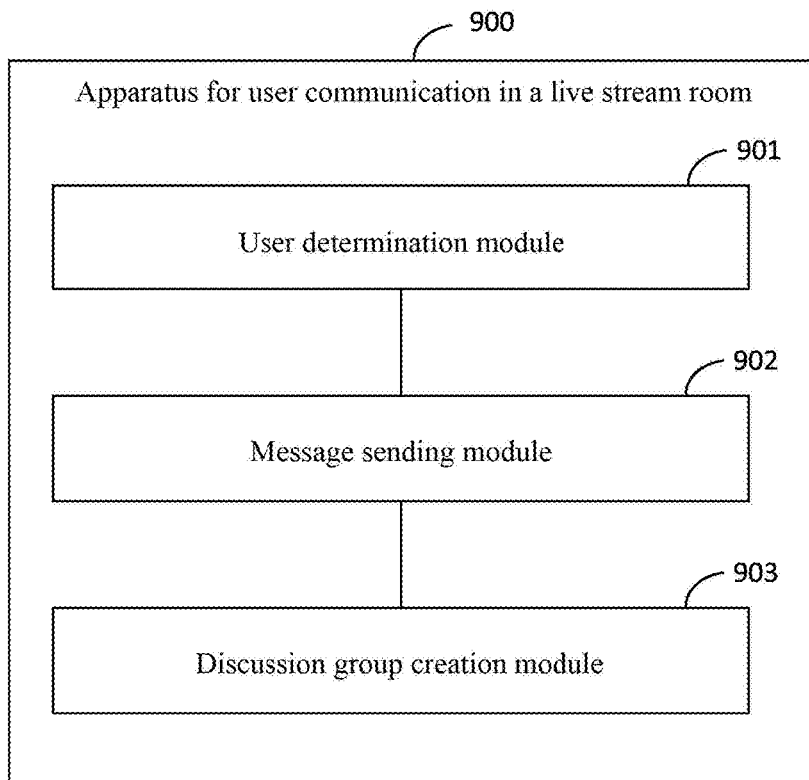 900
Apparatus for user communication in a live stream room
901
User determination module
902
Message sending module
903
Discussion group creation module